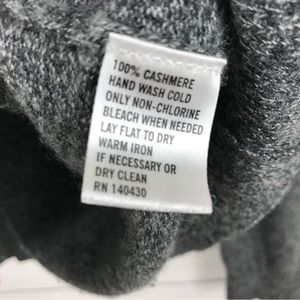 100% CASHMERE
HAND WASH COLD
ONLY NON-CHLORINE
BLEACH WHEN NEEDED
LAY FLAT TO DRY
WARM IRON
IF NECESSARY OR
DRY CLEAN
RN 140430